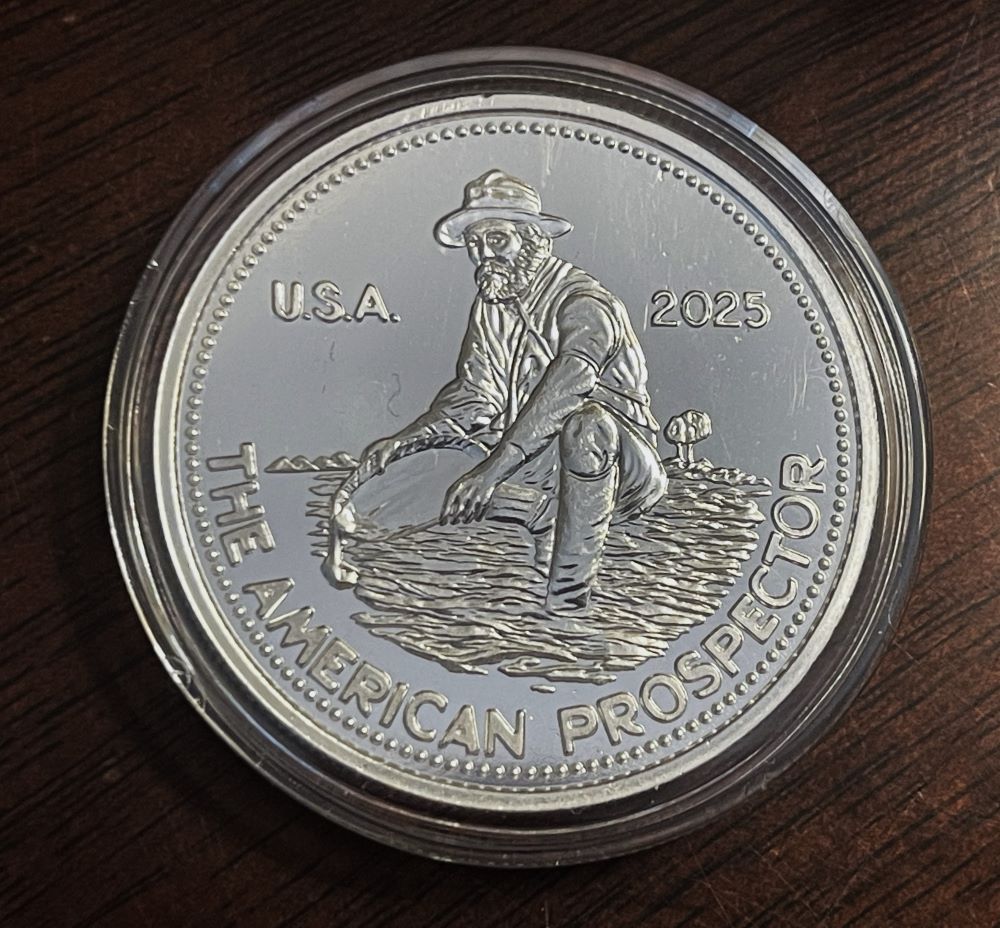 U.S.A.
2025
THE AMERICAN PROSPECTOR